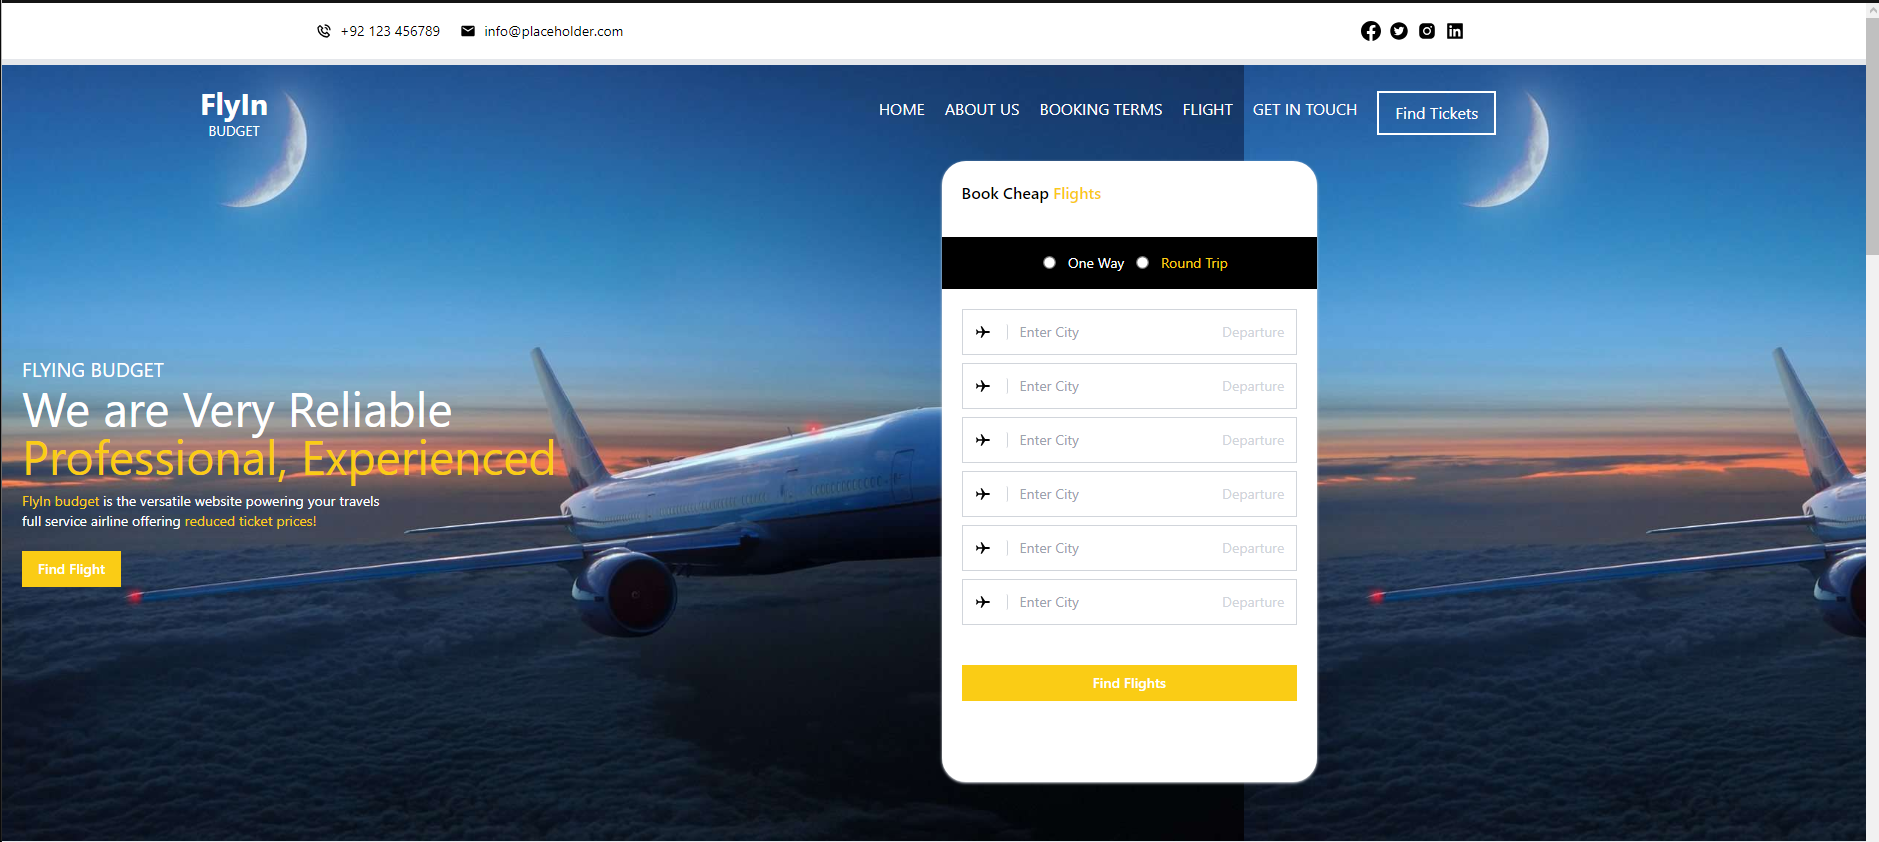 +92 123 456789 info@placeholder.com
FlyIn
BUDGET
HOME ABOUT US BOOKING TERMS FLIGHT GET IN TOUCH Find Tickets
Book Cheap Flights
One Way Round Trip
Enter City Departure
Enter City Departure
Enter City Departure
Enter City Departure
Enter City Departure
Enter City Departure
Find Flights
FLYING BUDGET
We are Very Reliable
Professional, Experienced
FlyIn budget is the versatile website powering your travels
full service airline offering reduced ticket prices!
Find Flight